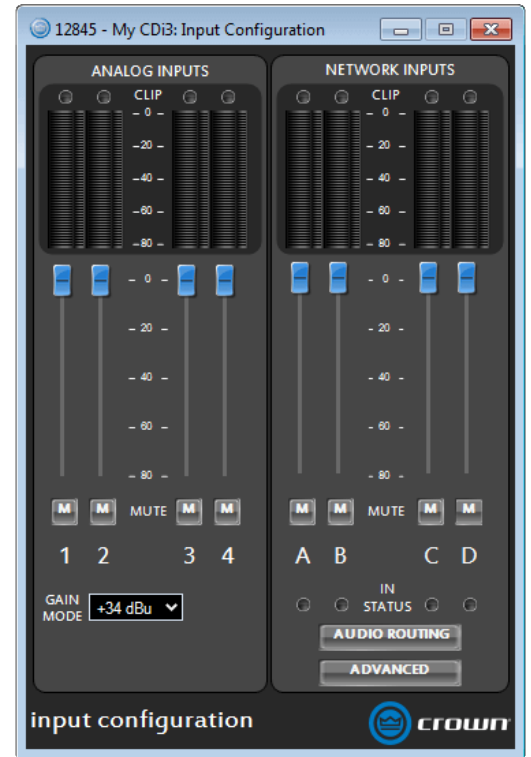 12845 - My CDi3: Input Configuration
ANALOG INPUTS
CLIP
– 0 –
–20 –
–40 –
–60 –
–80 –
– 0 –
– 20 –
– 40 –
– 60 –
– 80 –
M M MUTE M M
1 2 3 4
GAIN
MODE
+34 dBu
NETWORK INPUTS
CLIP
– 0 –
– 20 –
– 40 –
– 60 –
– 80 –
- 0 -
- 20 -
- 40 -
- 60 -
- 80 -
M M MUTE M M
A B C D
IN
STATUS
AUDIO ROUTING
ADVANCED
input configuration
crown